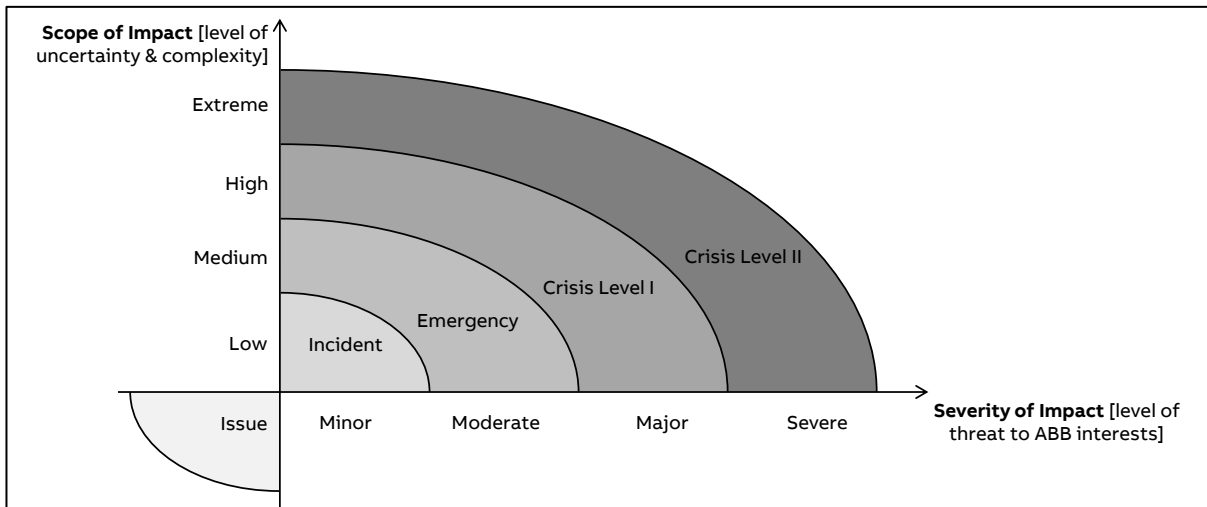 Scope of Impact [level of
uncertainty & complexity]
Extreme
High
Medium
Low
Crisis Level II
Crisis Level I
Emergency
Incident
Issue
Minor
Moderate
Major
Severe
Severity of Impact [level of
threat to ABB interests]